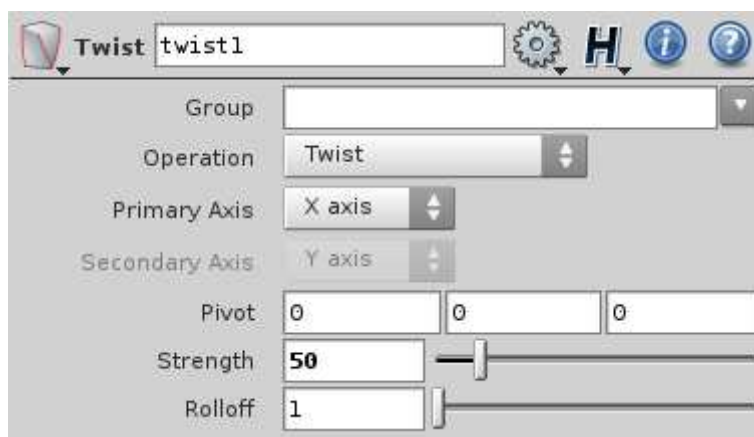 Twist twist1
Group
Operation Twist
Primary Axis X axis
Secondary Axis Y axis
Pivot 0 0 0
Strength 50
Rolloff 1